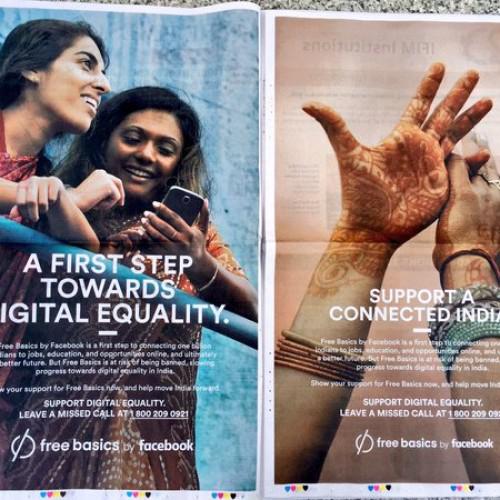 A FIRST STEP
TOWARDS
DIGITAL EQUALITY.
Free Basics by Facebook is a first step to connecting one billion
Indians to jobs, education, and opportunities online, and ultimately
a better future. But Free Basics is at risk of being banned, slowing
progress towards digital equality in India.
Show your support for Free Basics now, and help move India forward.
SUPPORT DIGITAL EQUALITY.
LEAVE A MISSED CALL AT 1 800 209 0921
free basics by facebook
IFIM Institutions
SUPPORT A
CONNECTED INDIA
Free Basics by Facebook is a first step to connecting one
Indians to jobs, education, and opportunities online, and
a better future. But Free Basics is at risk of being banned,
progress towards digital equality in India.
Show your support for Free Basics now, and help move India
SUPPORT DIGITAL EQUALITY.
LEAVE A MISSED CALL AT 1 800 209 092
free basics by facebook